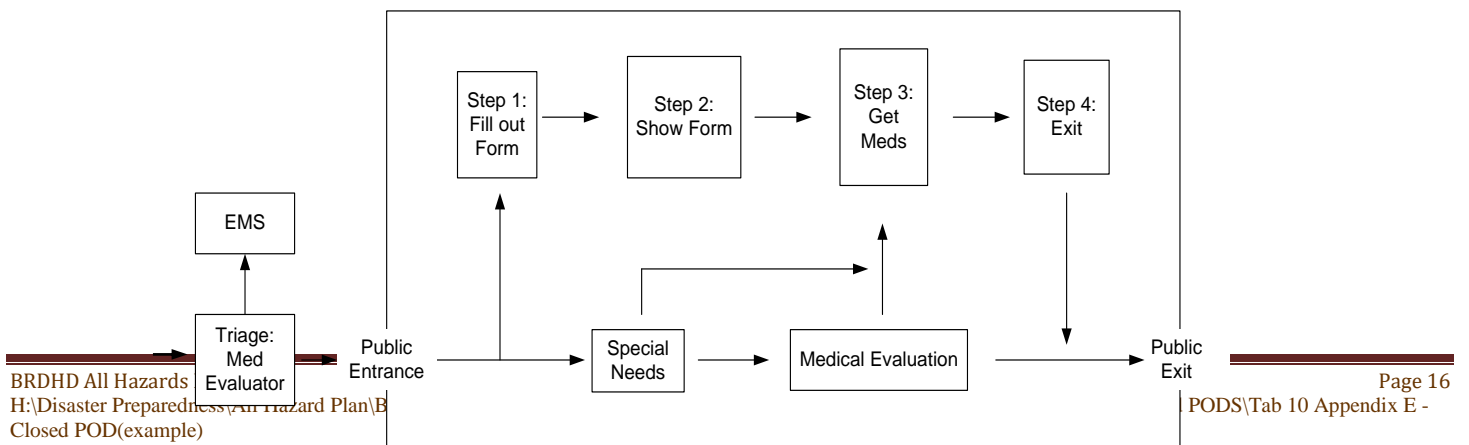 Step 1:
Fill out
Form
Step 2:
Show Form
Step 3:
Get
Meds
Step 4:
Exit
EMS
Triage:
Med
Evaluator
Public
Entrance
Special
Needs
Medical Evaluation
Public
Exit
BRDHD All Hazards
Page 16
H:\Disaster Preparedness\All Hazard Plan\B
PODS\Tab 10 Appendix E -
Closed POD(example)